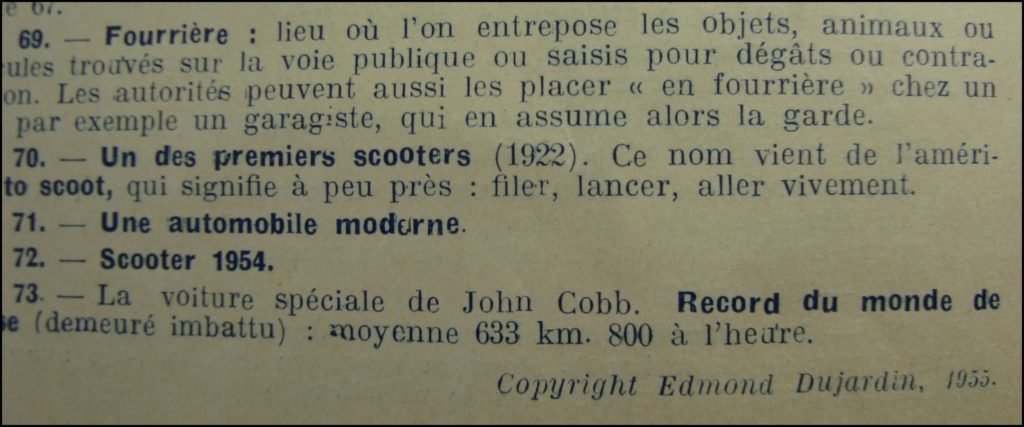 69. — Fourrière : lieu où l'on entrepose les objets, animaux ou
ules trouvés sur la voie publique ou saisis pour dégâts ou contra-
on. Les autorités peuvent aussi les placer « en fourrière » chez un
par exemple un garagiste, qui en assume alors la garde.
70. — Un des premiers scooters (1922). Ce nom vient de l'améri-
to scoot, qui signifie à peu près : filer, lancer, aller vivement.
71. — Une automobile moderne.
72. — Scooter 1954.
73. — La voiture spéciale de John Cobb. Record du monde de
se (demeuré imbattu) : moyenne 633 km. 800 à l'heure.
Copyright Edmond Dujardin, 1955.